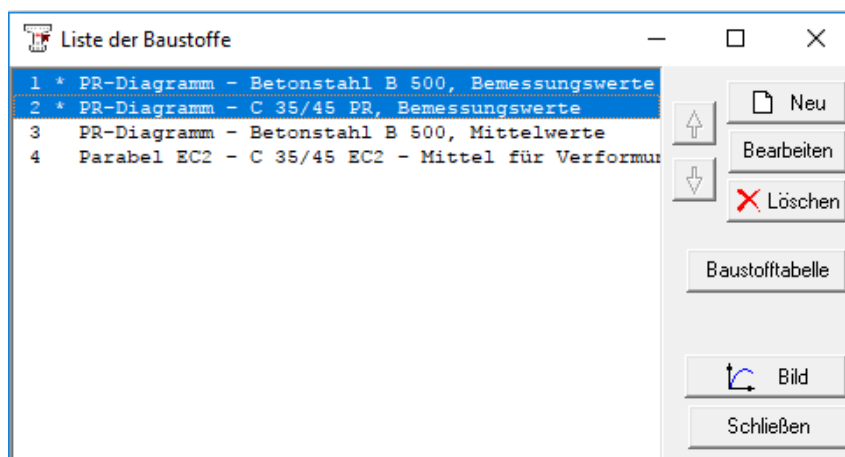 Liste der Baustoffe
1 * PR-Diagramm - Betonstahl B 500, Bemessungswerte
2 * PR-Diagramm - C 35/45 PR, Bemessungswerte
3 PR-Diagramm - Betonstahl B 500, Mittelwerte
4 Parabel EC2 - C 35/45 EC2 - Mittel für Verformun
Neu
Bearbeiten
Löschen
Baustofftabelle
Bild
Schließen